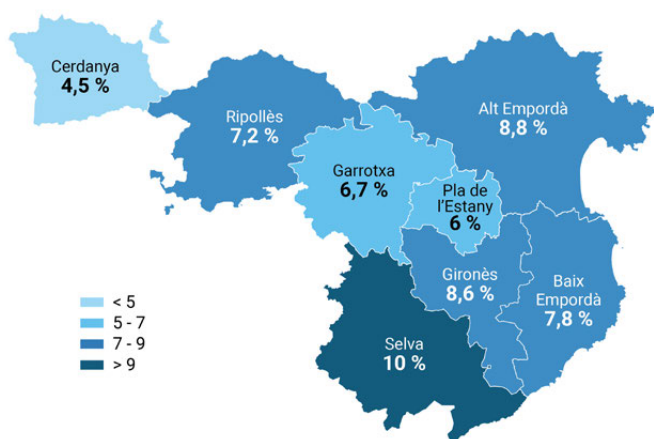 Cerdanya
4,5 %
Ripollès
7,2 %
Alt Empordà
8,8 %
Garrotxa
6,7 %
Pla de
l'Estany
6 %
Gironès
8,6 %
Baix
Empordà
7,8 %
Selva
10 %
< 5
5 - 7
7 - 9
> 9